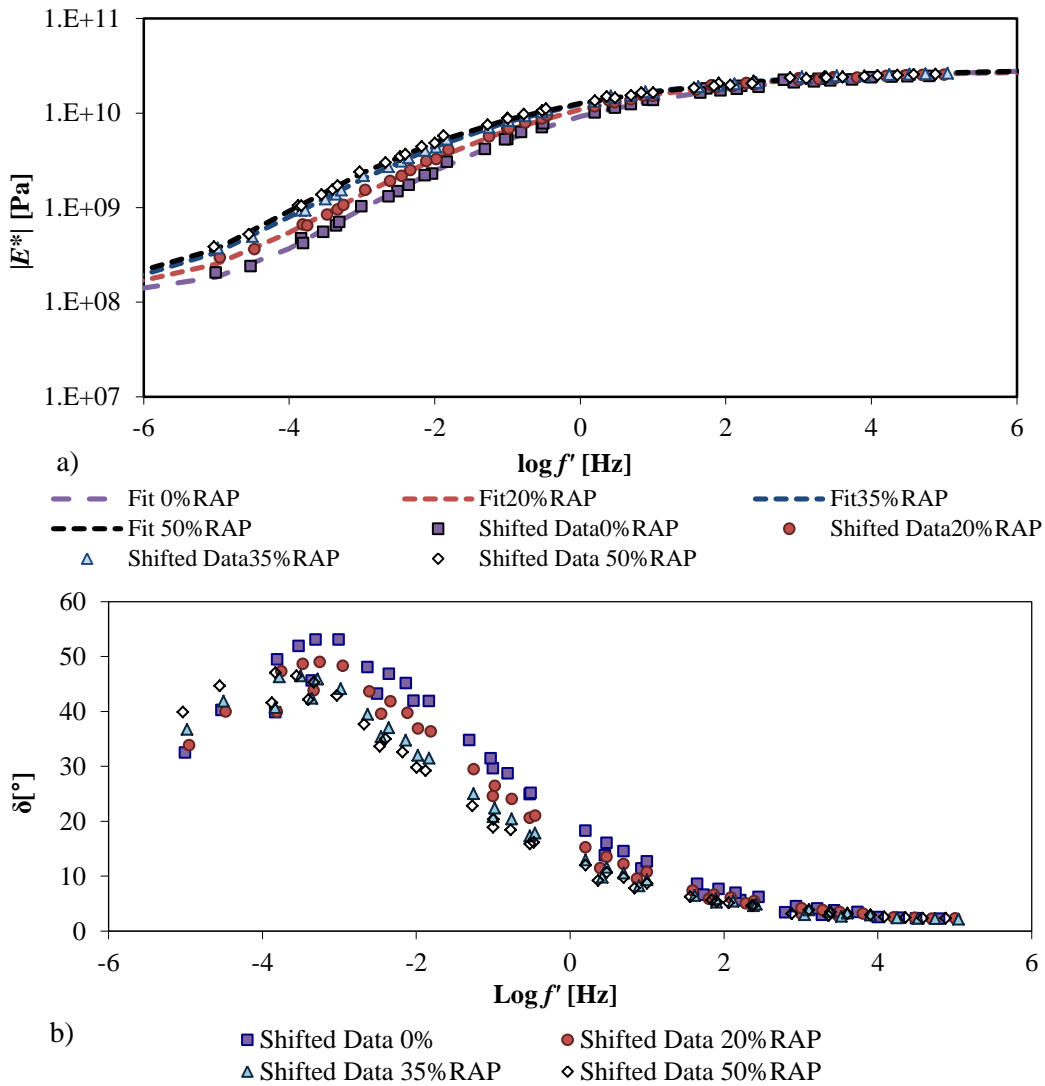 1.E+11
1.E+10
1.E+09
1.E+08
1.E+07
|E*| [Pa]
-6 -4 -2 0 2 4 6
a)
log f' [Hz]
Fit 0%RAP Fit20%RAP Fit35%RAP
Fit 50%RAP Shifted Data0%RAP Shifted Data20%RAP
Shifted Data35%RAP Shifted Data 50%RAP
60
50
40
30
20
10
0
δ[°]
-6 -4 -2 0 2 4 6
Log f' [Hz]
b)
Shifted Data 0% Shifted Data 20%RAP
Shifted Data 35%RAP Shifted Data 50%RAP